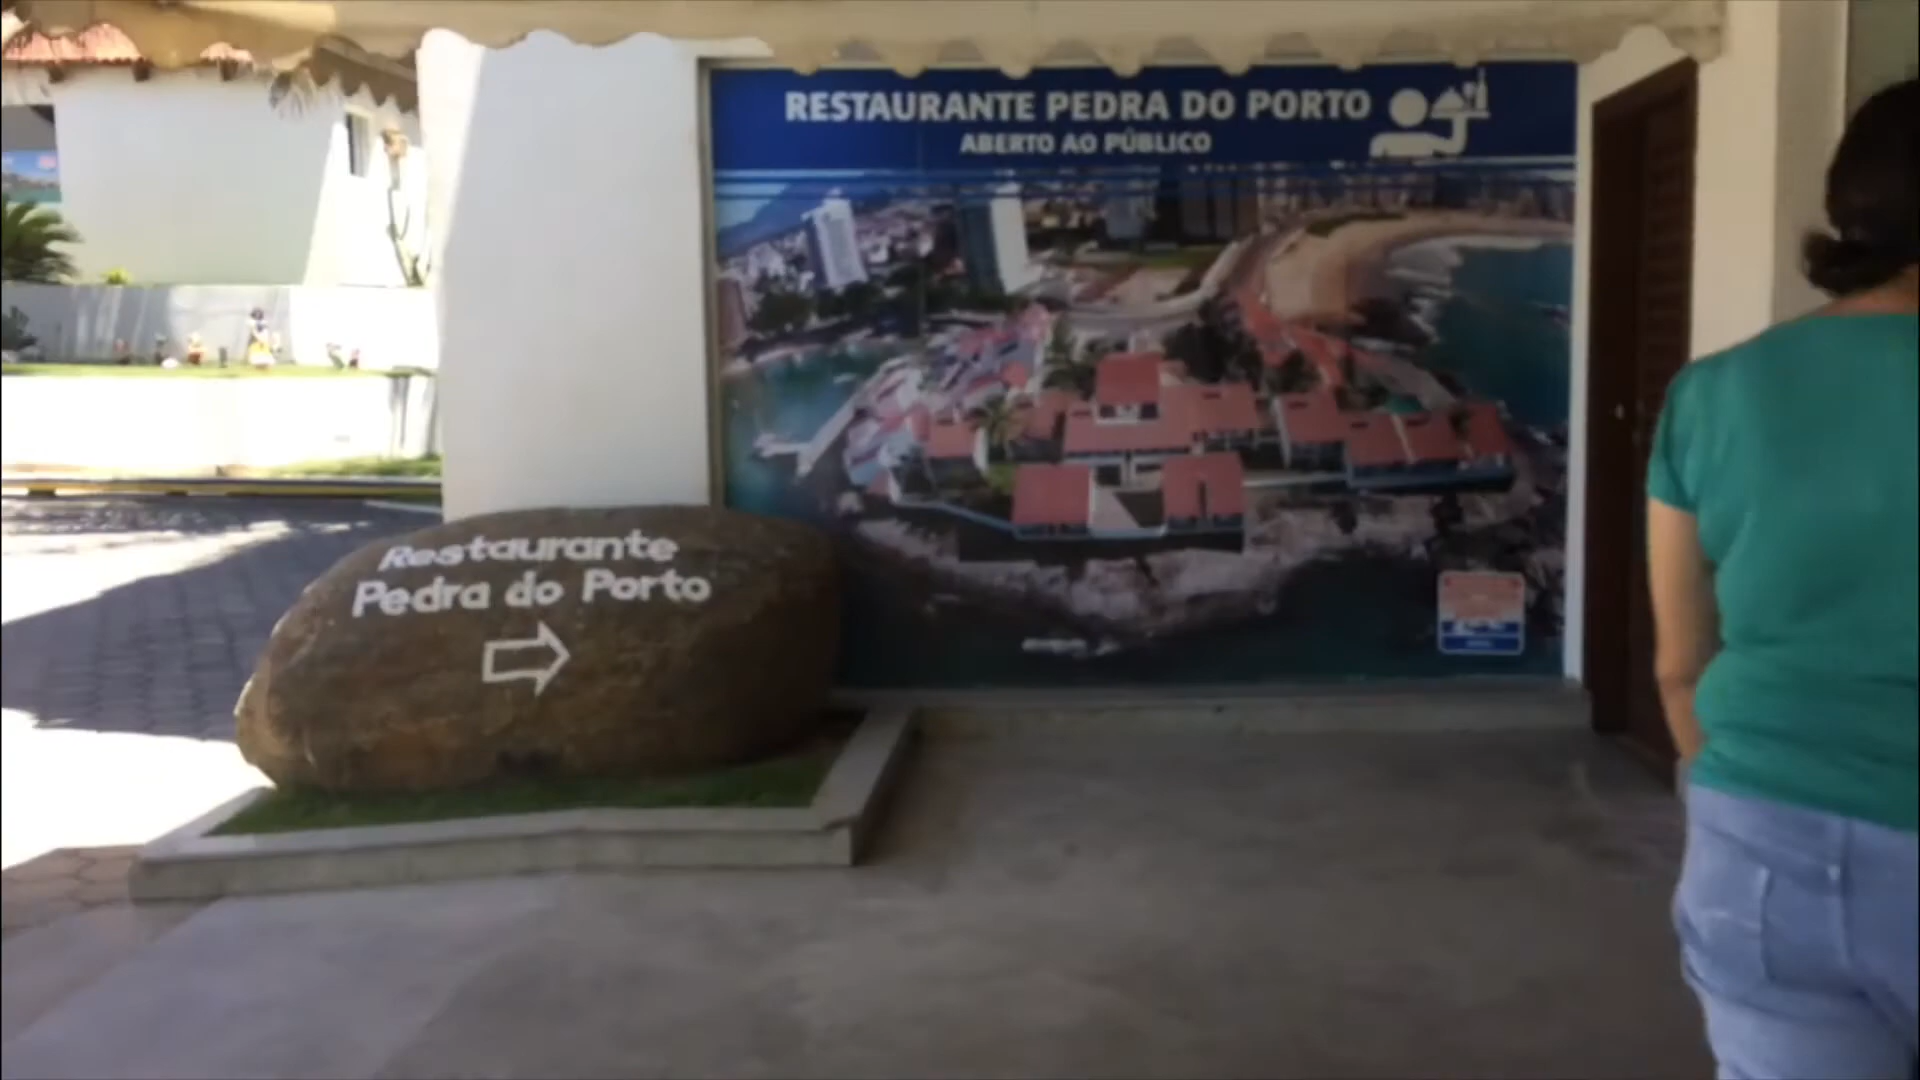 RESTAURANTE PEDRA DO PORTO
ABERTO AO PÚBLICO
Restaurante
Pedra do Porto